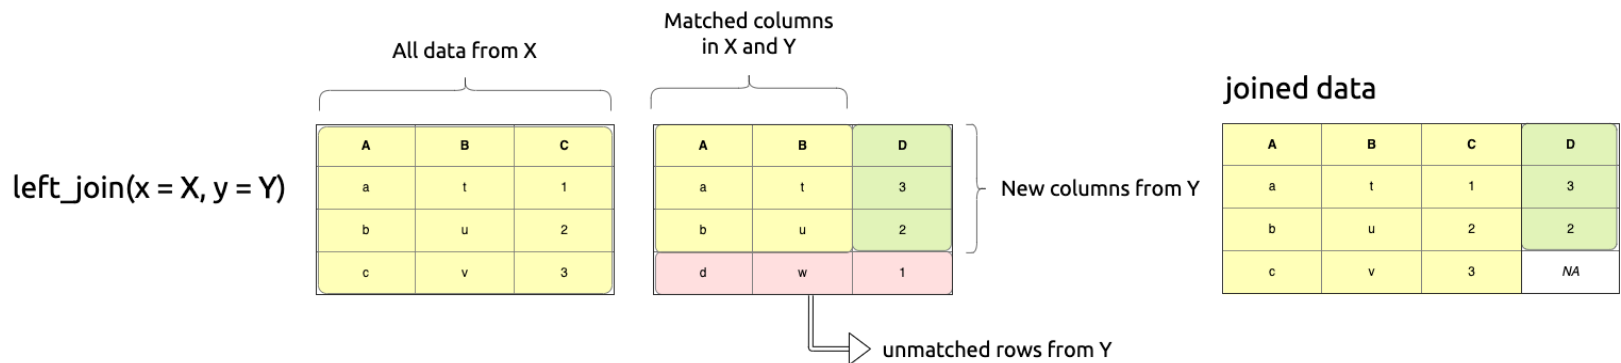 Matched columns
in X and Y
All data from X
joined data
left_join(x = X, y = Y)
A B C
a t 1
b u 2
c v 3
A B D
a t 3
b u 2
d w 1
New columns from Y
unmatched rows from Y
A B C D
a t 1 3
b u 2 2
c v 3 NA